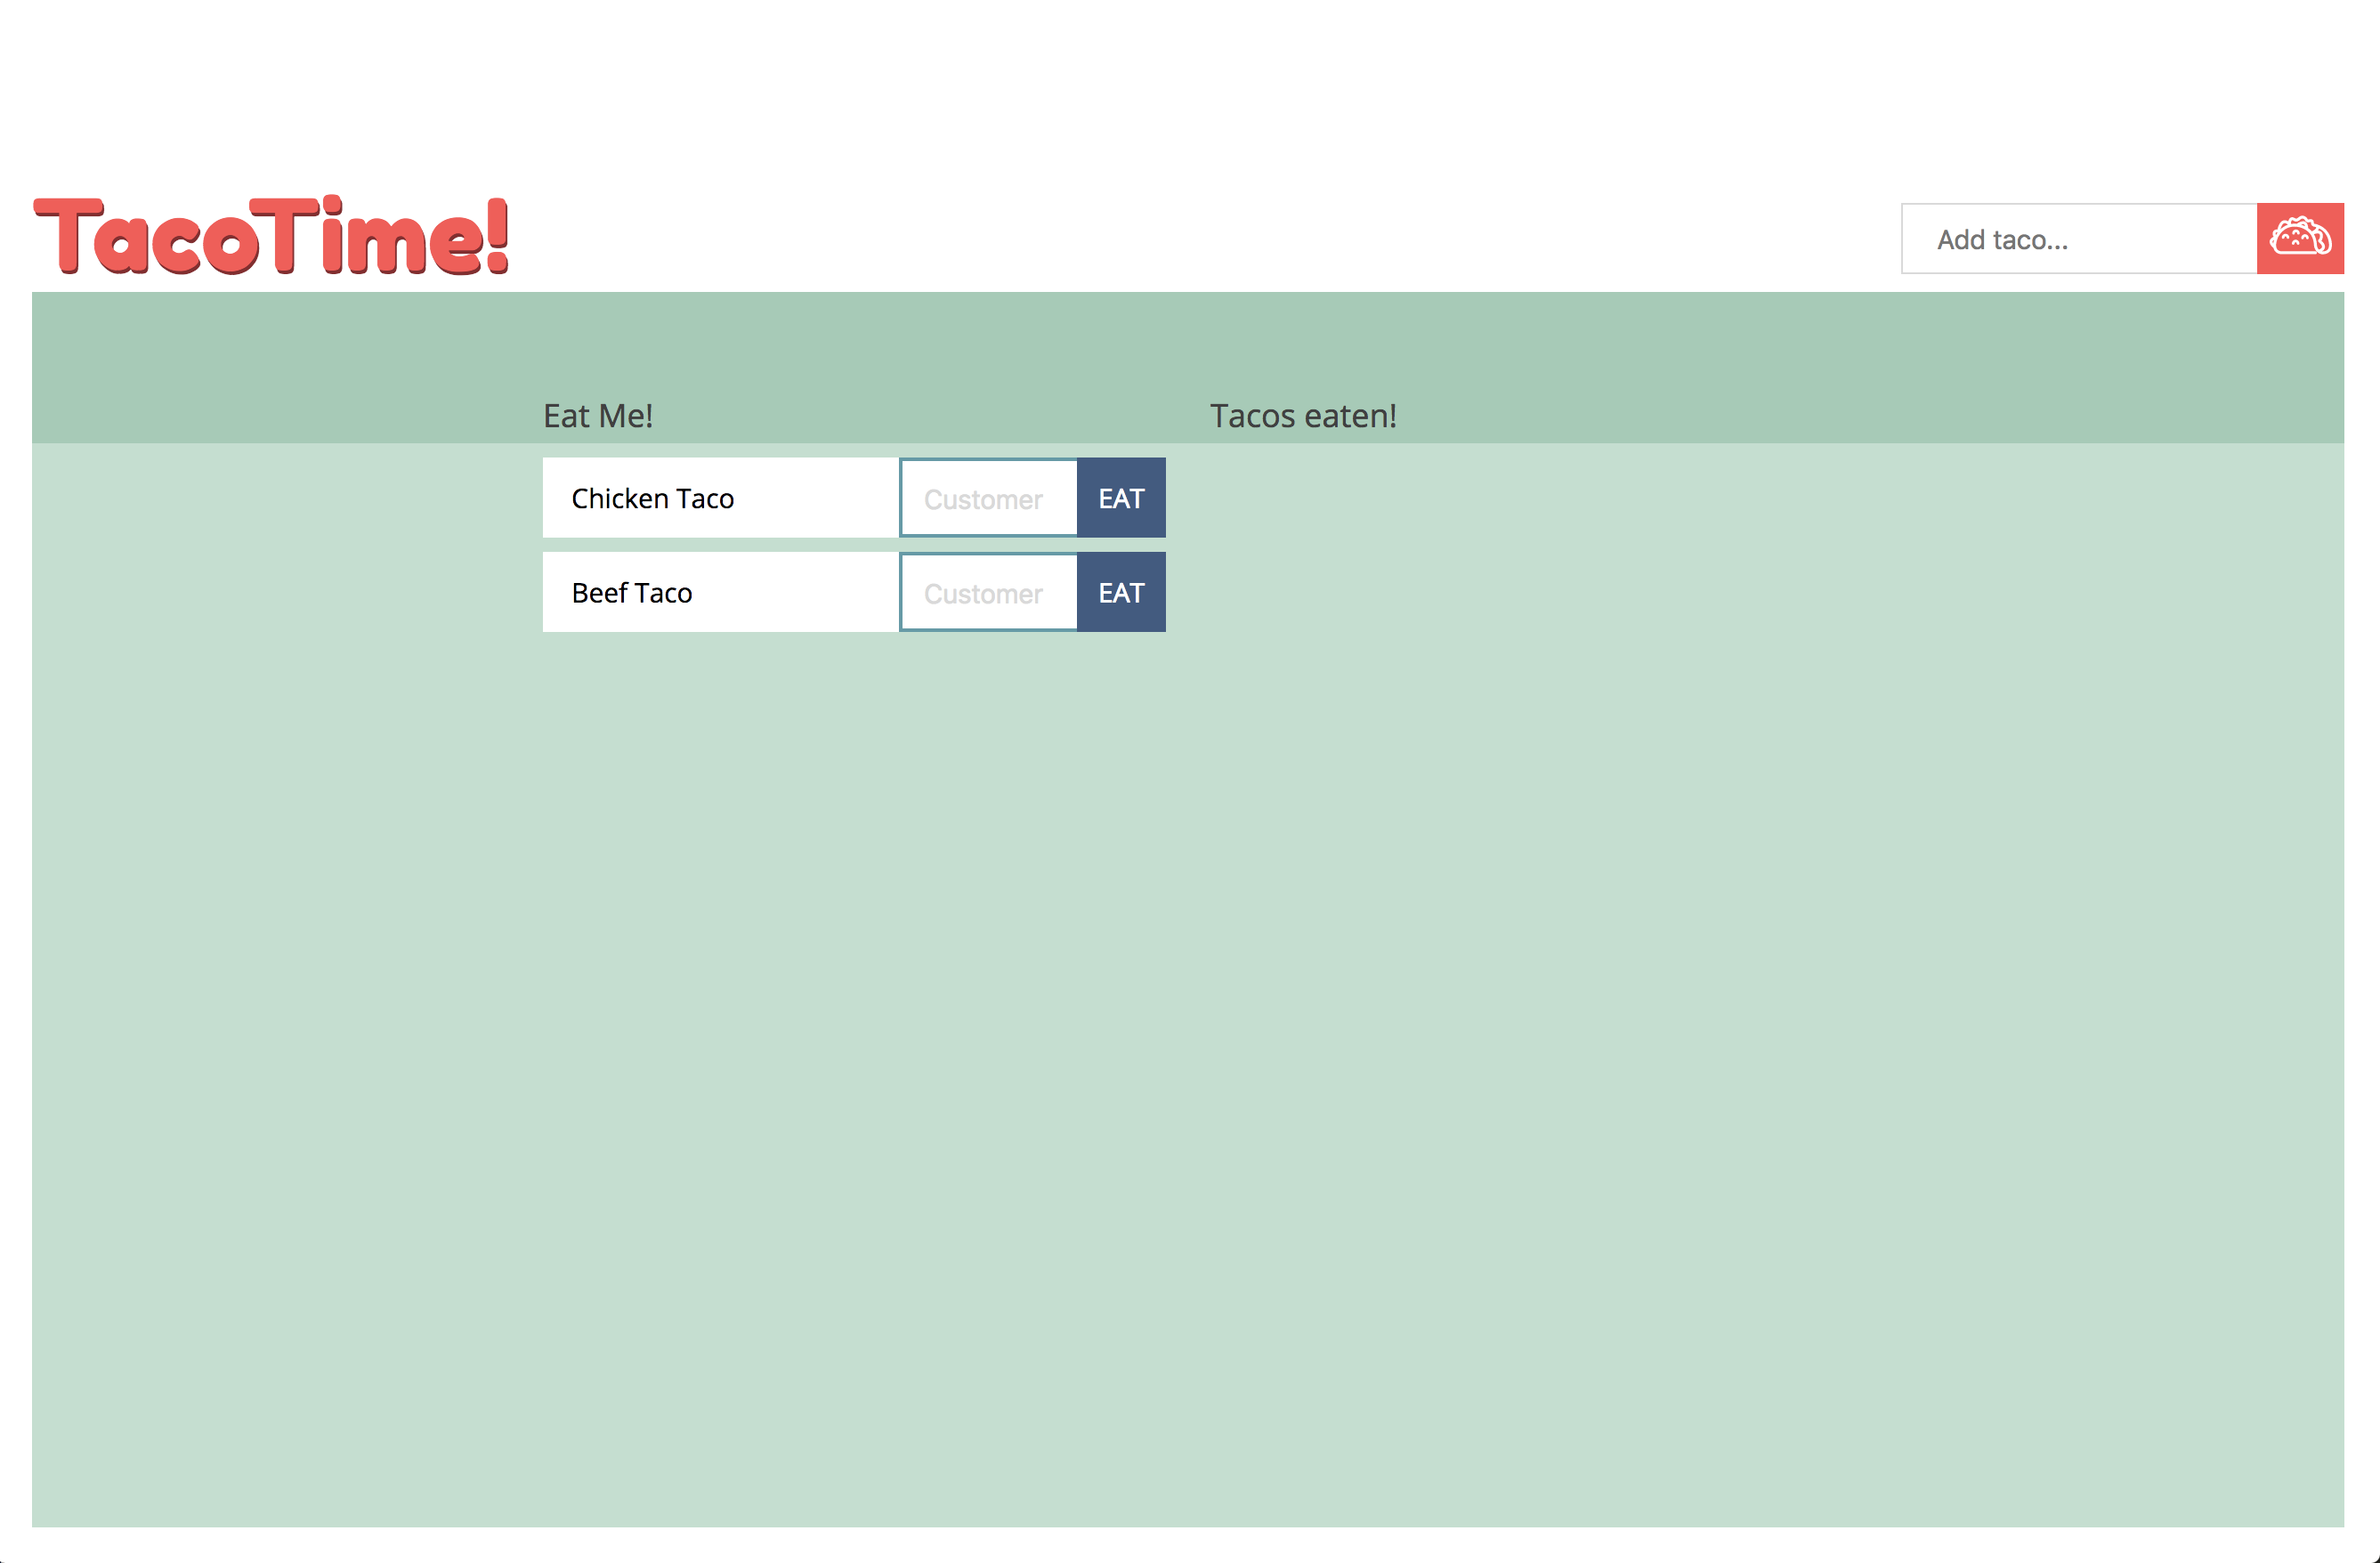 TacoTime!
Add taco...
Eat Me!
Tacos eaten!
Chicken Taco Customer EAT
Beef Taco Customer EAT